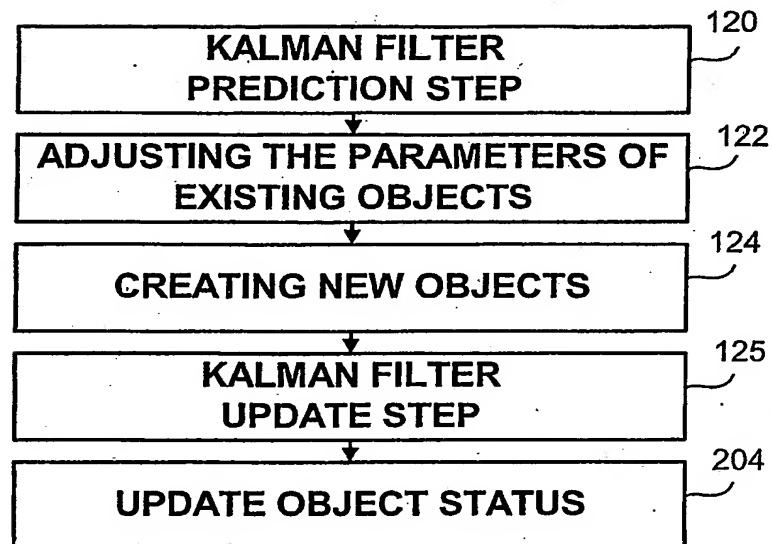 120
KALMAN FILTER
PREDICTION STEP
122
ADJUSTING THE PARAMETERS OF
EXISTING OBJECTS
124
CREATING NEW OBJECTS
125
KALMAN FILTER
UPDATE STEP
204
UPDATE OBJECT STATUS